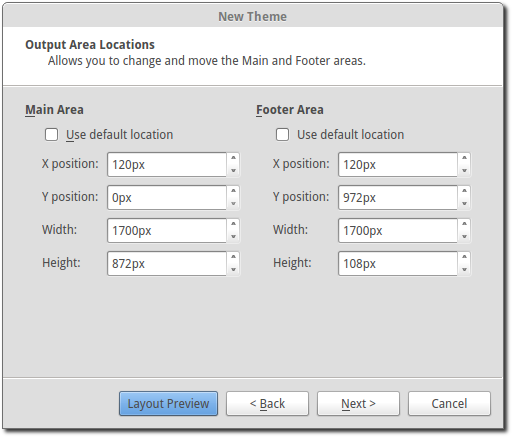 New Theme
Output Area Locations
Allows you to change and move the Main and Footer areas.
Main Area
Use default location
X position: 120px
Y position: 0px
Width: 1700px
Height: 872px
Footer Area
Use default location
X position: 120px
Y position: 972px
Width: 1700px
Height: 108px
Layout Preview
< Back
Next >
Cancel